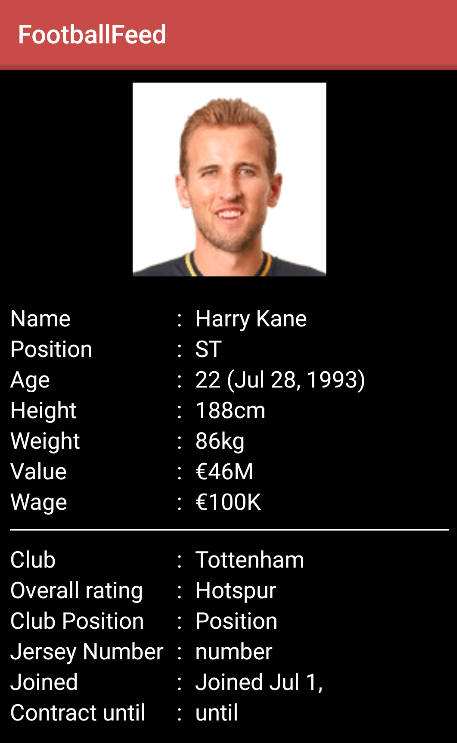 FootballFeed
Name : Harry Kane
Position : ST
Age : 22 (Jul 28, 1993)
Height : 188cm
Weight : 86kg
Value : €46M
Wage : €100K
Club : Tottenham
Overall rating : Hotspur
Club Position : Position
Jersey Number : number
Joined : Joined Jul 1,
Contract until : until